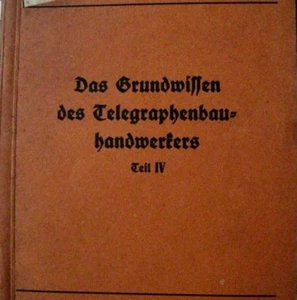 Das Grundwiſſen
des Telegraphenbau-
handwerkers
Teil IV